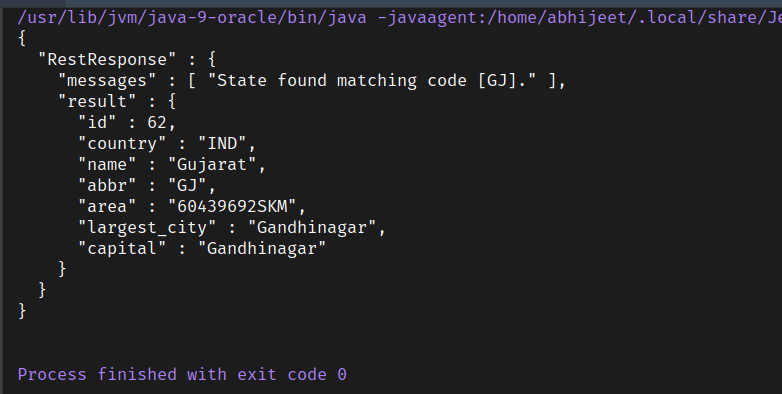 /usr/lib/jvm/java-9-oracle/bin/java -javaagent:/home/abhijeet/.local/share/Je
{
  "RestResponse" : {
    "messages" : [ "State found matching code [GJ]." ],
    "result" : {
      "id" : 62,
      "country" : "IND",
      "name" : "Gujarat",
      "abbr" : "GJ",
      "area" : "60439692SKM",
      "largest_city" : "Gandhinagar",
      "capital" : "Gandhinagar"
    }
  }
}
Process finished with exit code 0